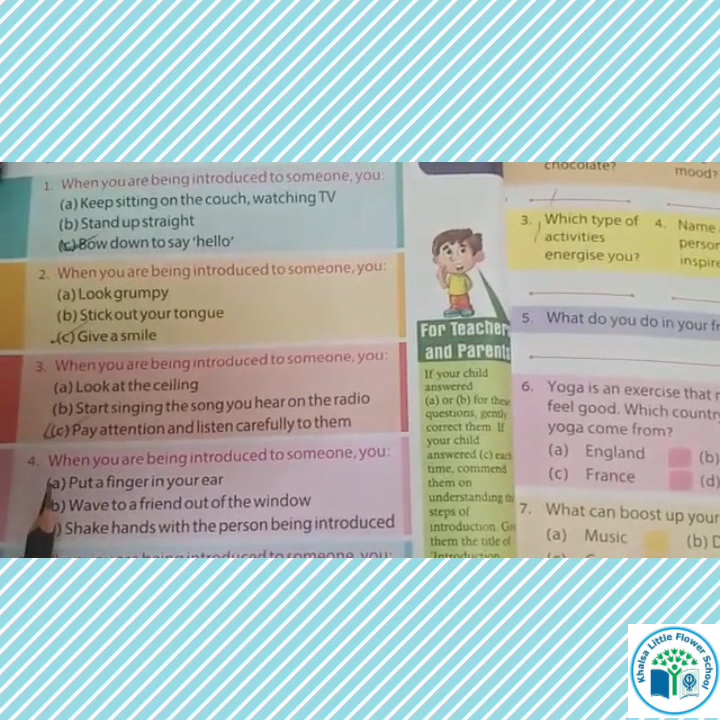 1. When you are being introduced to someone, you:
(a) Keep sitting on the couch, watching TV
(b) Stand up straight
(c) Bow down to say 'hello'
2. When you are being introduced to someone, you:
(a) Look grumpy
(b) Stick out your tongue
(c) Give a smile
3. When you are being introduced to someone, you:
(a) Look at the ceiling
(b) Start singing the song you hear on the radio
(c) Pay attention and listen carefully to them
4. When you are being introduced to someone, you:
(a) Put a finger in your ear
b) Wave to a friend out of the window
) Shake hands with the person being introduced
being introduced to someone, you:
For Teachers
and Parents
If your child
answered
(a) or (b) for these
questions, gently
correct them. If
your child
answered (c) each
time, commend
them on
understanding the
steps of
introduction.
them the title of
'Introduction
chocolate?
mood?
3. Which type of
activities
energise you?
4. Name
person
inspire
5. What do you do in your fr
6. Yoga is an exercise that
feel good. Which country
yoga come from?
(a) England
(b)
(c) France
(d)
7. What can boost up your
(a) Music
(b)
Khalsa Little Flower School